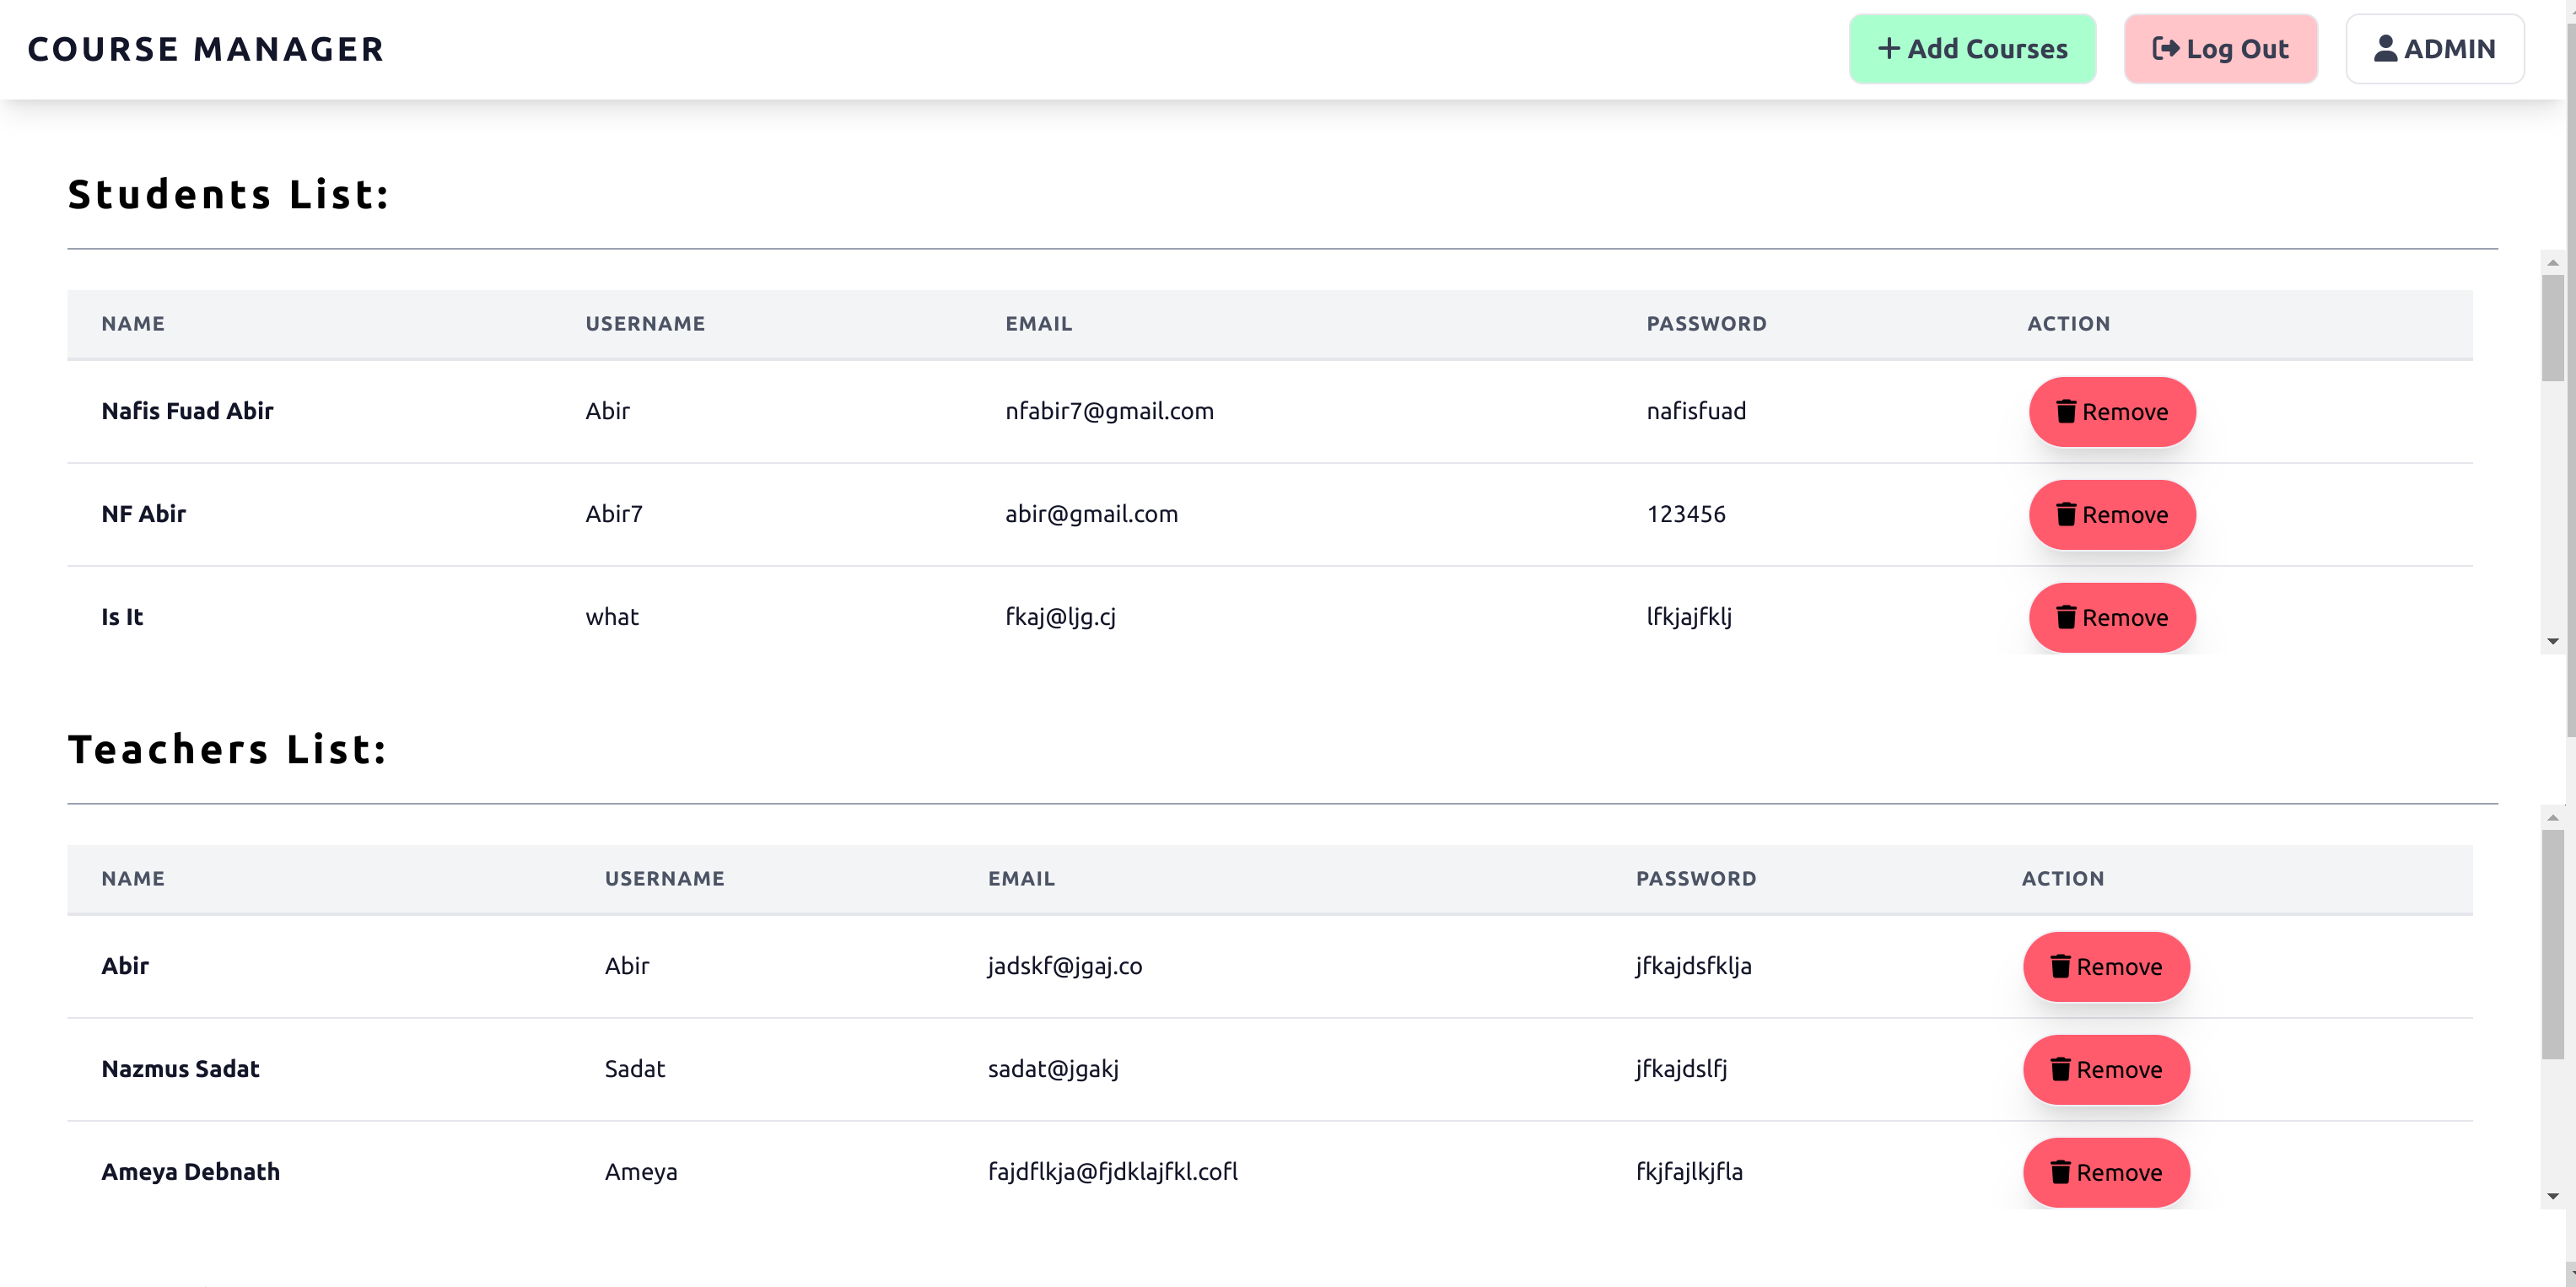 COURSE MANAGER + Add Courses Log Out ADMIN
Students List:
NAME USERNAME EMAIL PASSWORD ACTION
Nafis Fuad Abir Abir nfabir7@gmail.com nafisfuad Remove
NF Abir Abir7 abir@gmail.com 123456 Remove
Is It what fkaj@ljg.cj lfkjajfklj Remove
Teachers List:
NAME USERNAME EMAIL PASSWORD ACTION
Abir Abir jadskf@jgaj.co jfkajdsfklja Remove
Nazmus Sadat Sadat sadat@jgakj jfkajdslfj Remove
Ameya Debnath Ameya fajdflkja@fjdklajfkl.cofl fkjfajlkjfla Remove